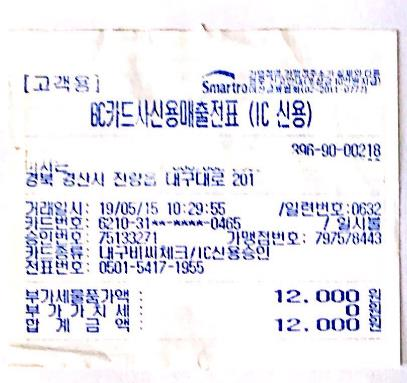 [고객용] Smartro
BC카드사신용매출전표 (IC 신용)
396-90-00218
경북 경산시 진량읍 대구대로 201
거래일시: 19/05/15 10:29:55 /일련번호:0632
카드번호: 6210-31**-****-0465 / 일시불
승인번호: 75133271 가맹점번호: 7975/8443
카드종류: 대구비씨체크/IC신용승인
전표번호: 0501-5417-1955
부가세물품가액 : 12,000 원
부 가 가 치 세 : 0 원
합 계 금 액 : 12,000 원